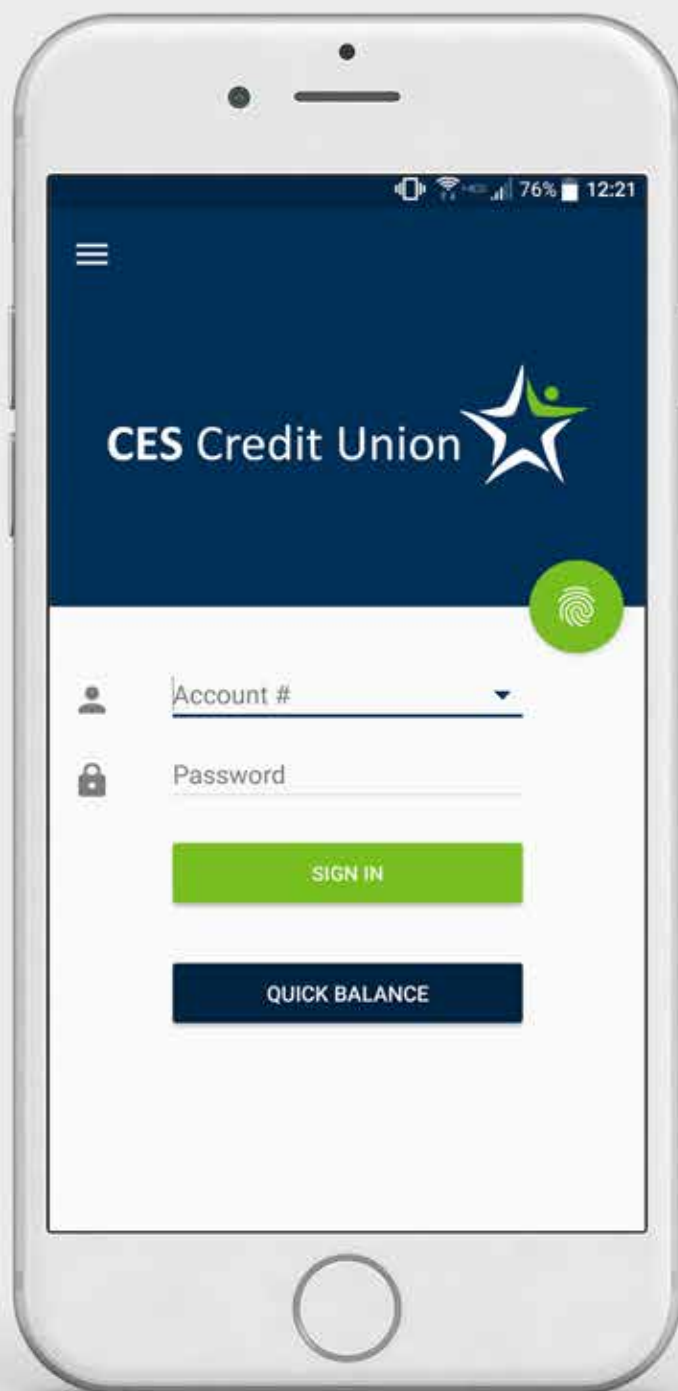 76% 12:21
CES Credit Union
Account #
Password
SIGN IN
QUICK BALANCE